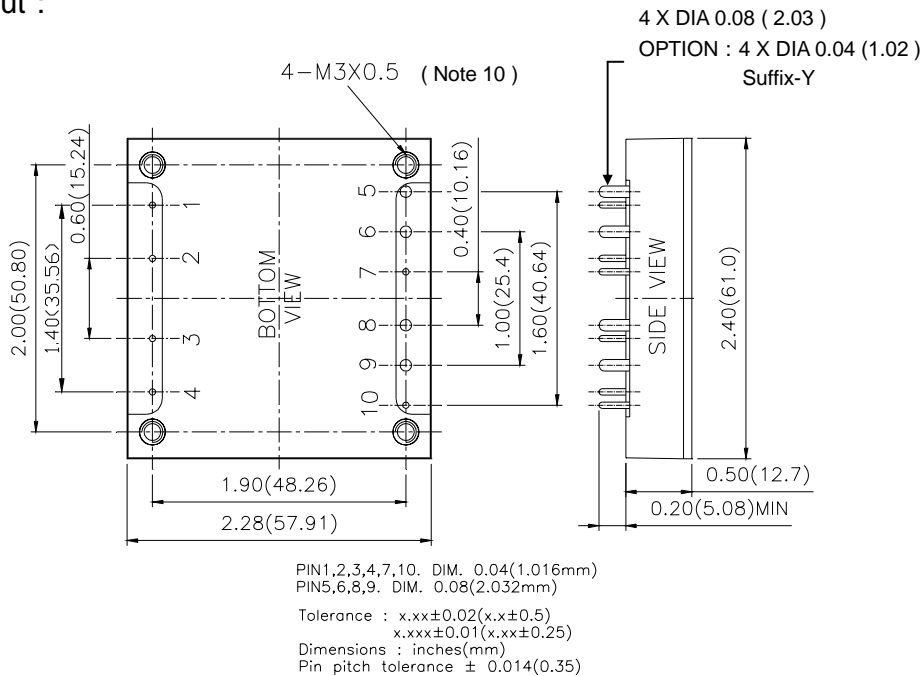 ut :
4 X DIA 0.08 ( 2.03 )
OPTION : 4 X DIA 0.04 (1.02 )
Suffix-Y
4-M3X0.5 ( Note 10 )
2.00(50.80)
1.40(35.56)
0.60(15.24)
1
2
3
4
BOTTOM
VIEW
5
6
7
8
9
10
0.40(10.16)
1.00(25.4)
1.60(40.64)
SIDE VIEW
2.40(61.0)
1.90(48.26)
2.28(57.91)
0.50(12.7)
0.20(5.08)MIN
PIN1,2,3,4,7,10. DIM. 0.04(1.016mm)
PIN5,6,8,9. DIM. 0.08(2.032mm)
Tolerance : x.xx±0.02(x.x±0.5)
x.xxx±0.01(x.xx±0.25)
Dimensions : inches(mm)
Pin pitch tolerance ± 0.014(0.35)